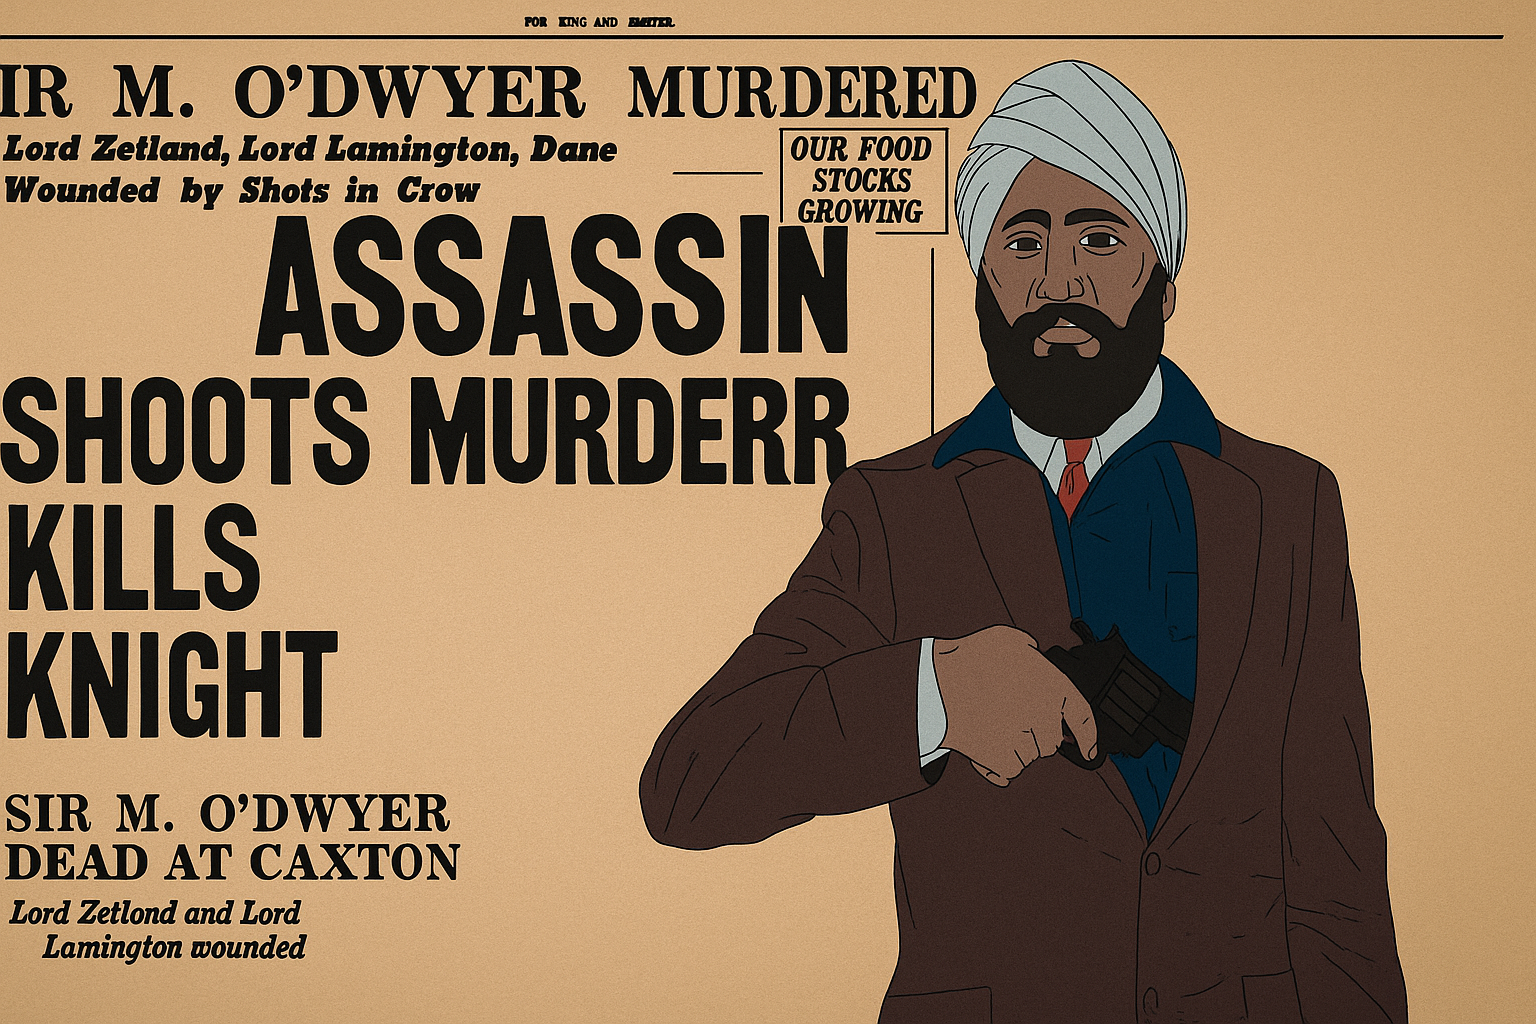 FOR KING AND
IR M. O'DWYER MURDERED
Lord Zetland, Lord Lamington, Dane
Wounded by Shots in Crow
OUR FOOD
STOCKS
GROWING
ASSASSIN
SHOOTS MURDERR
KILLS
KNIGHT
SIR M. O'DWYER
DEAD AT CAXTON
Lord Zetlond and Lord
Lamington wounded